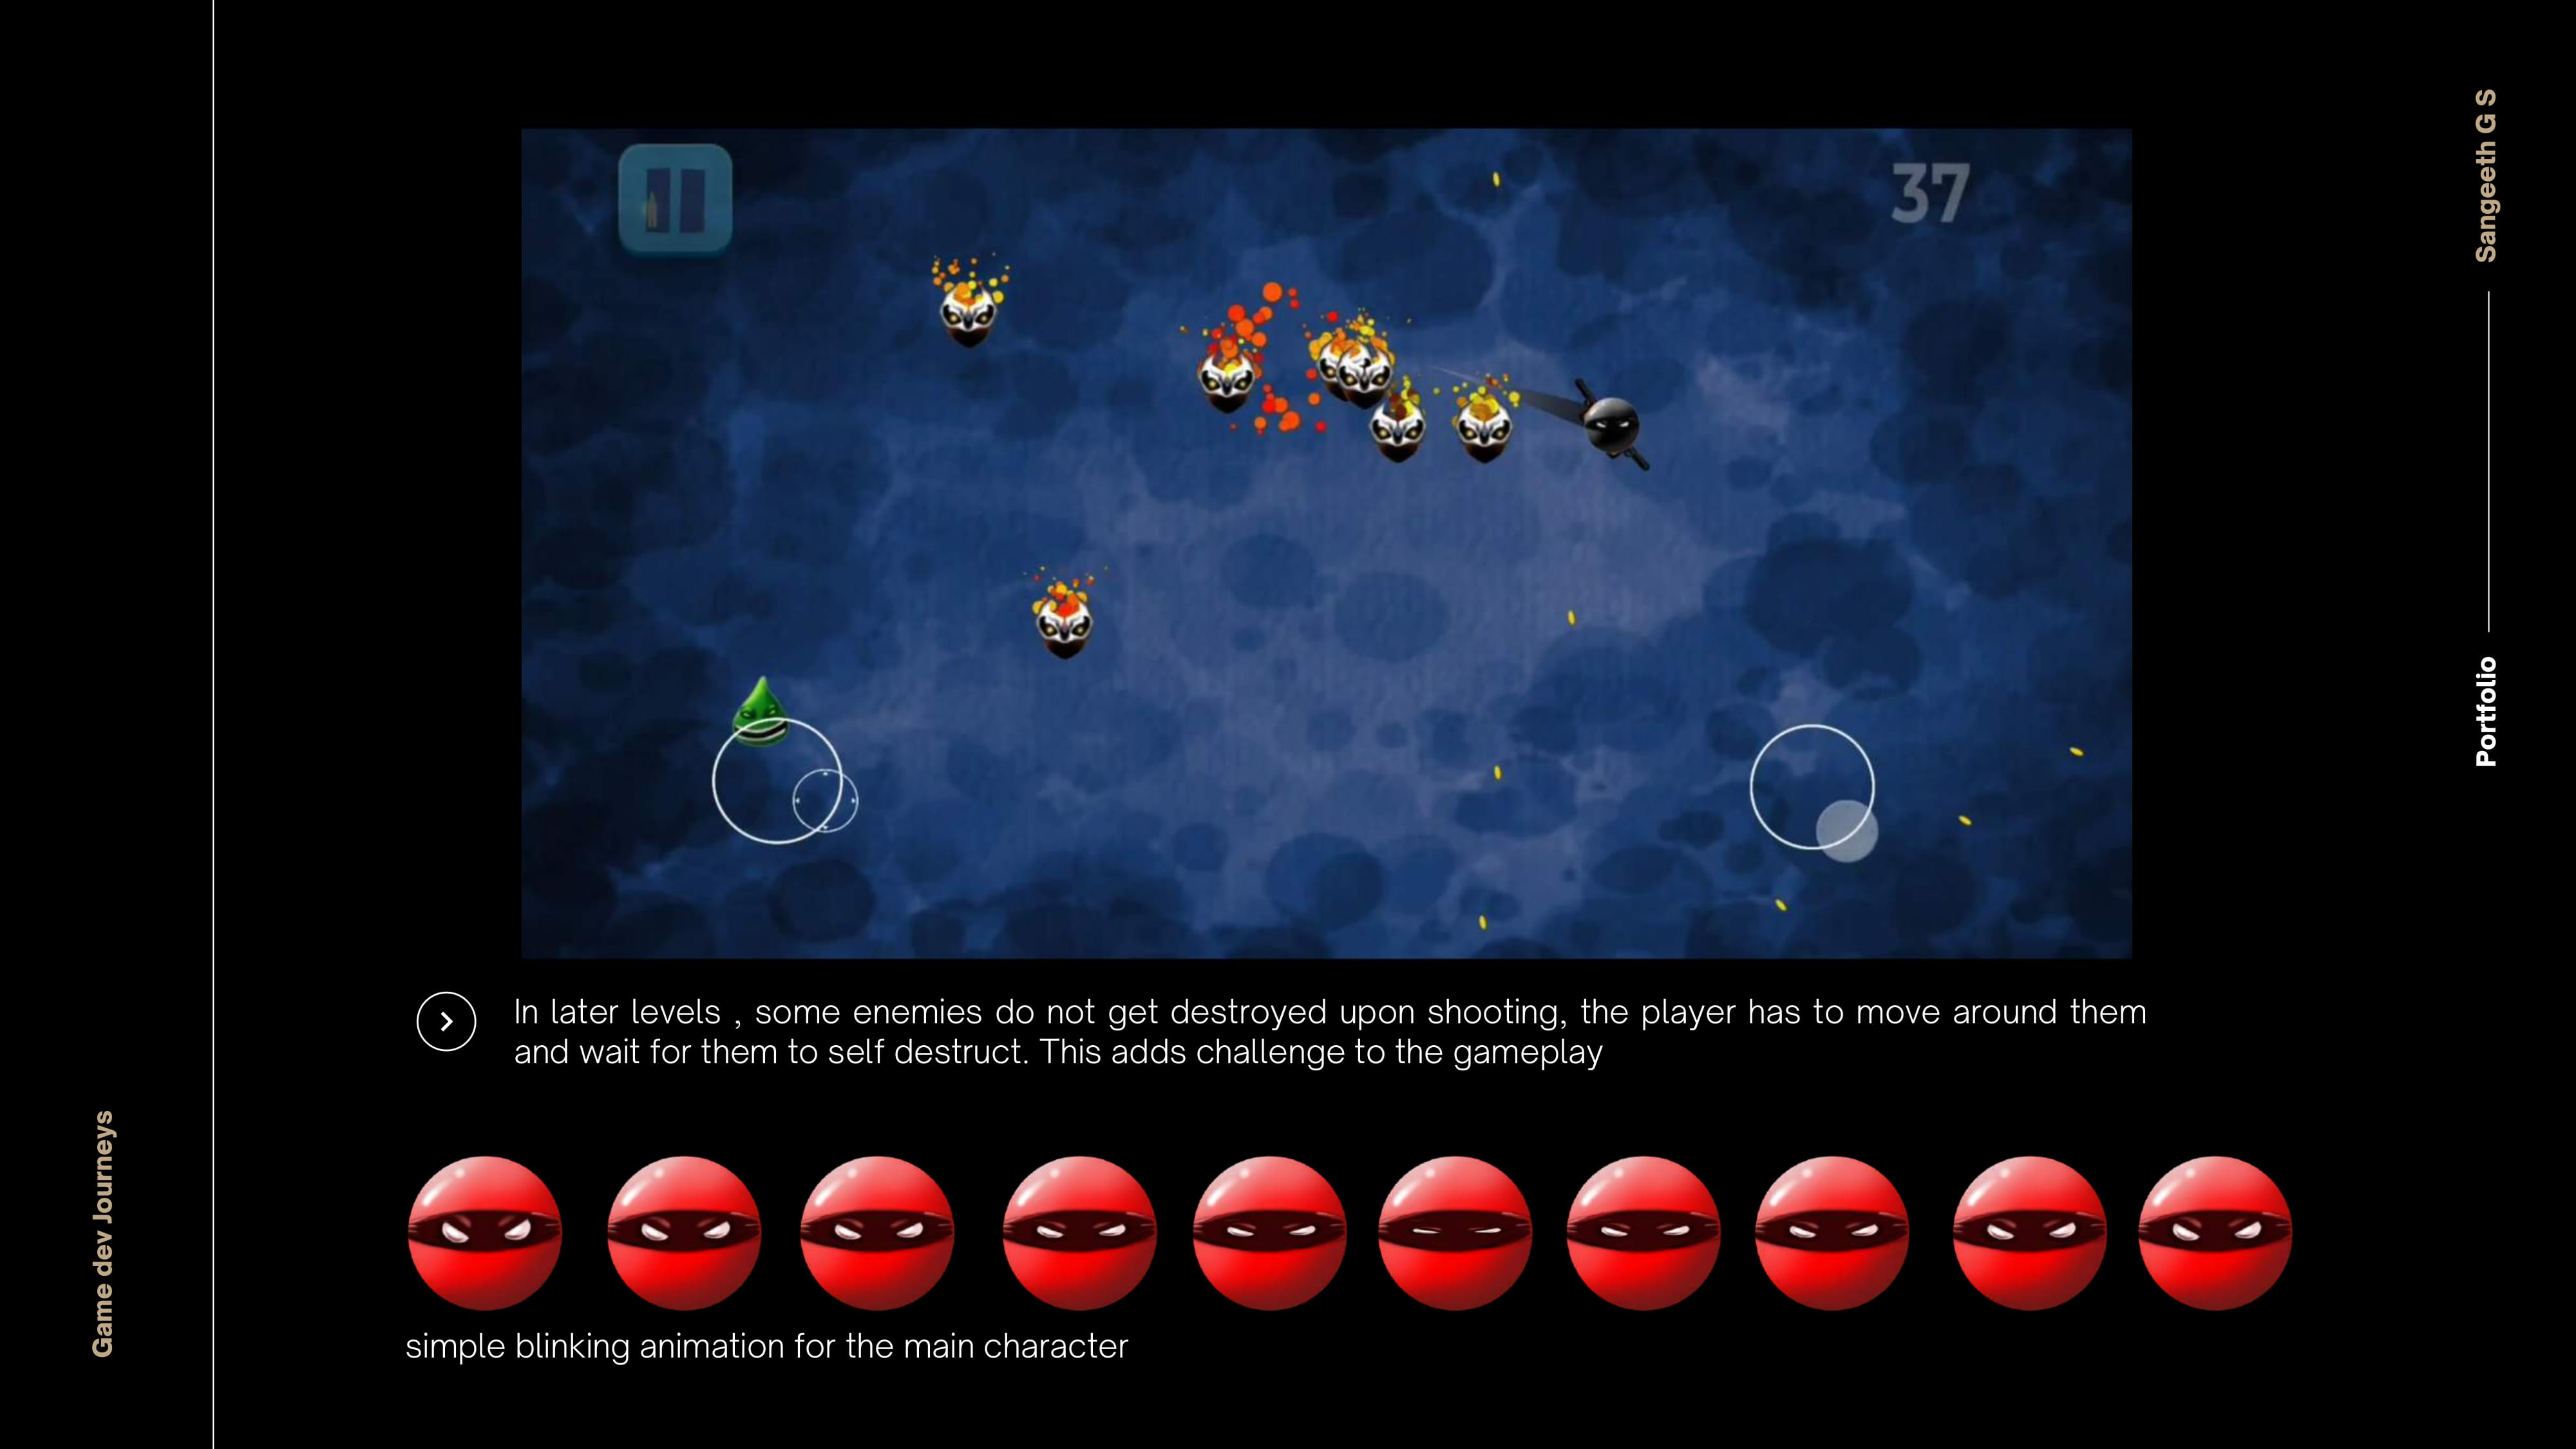 Sangeeth G S
Portfolio
37
In later levels , some enemies do not get destroyed upon shooting, the player has to move around them
and wait for them to self destruct. This adds challenge to the gameplay
Game dev Journeys
simple blinking animation for the main character